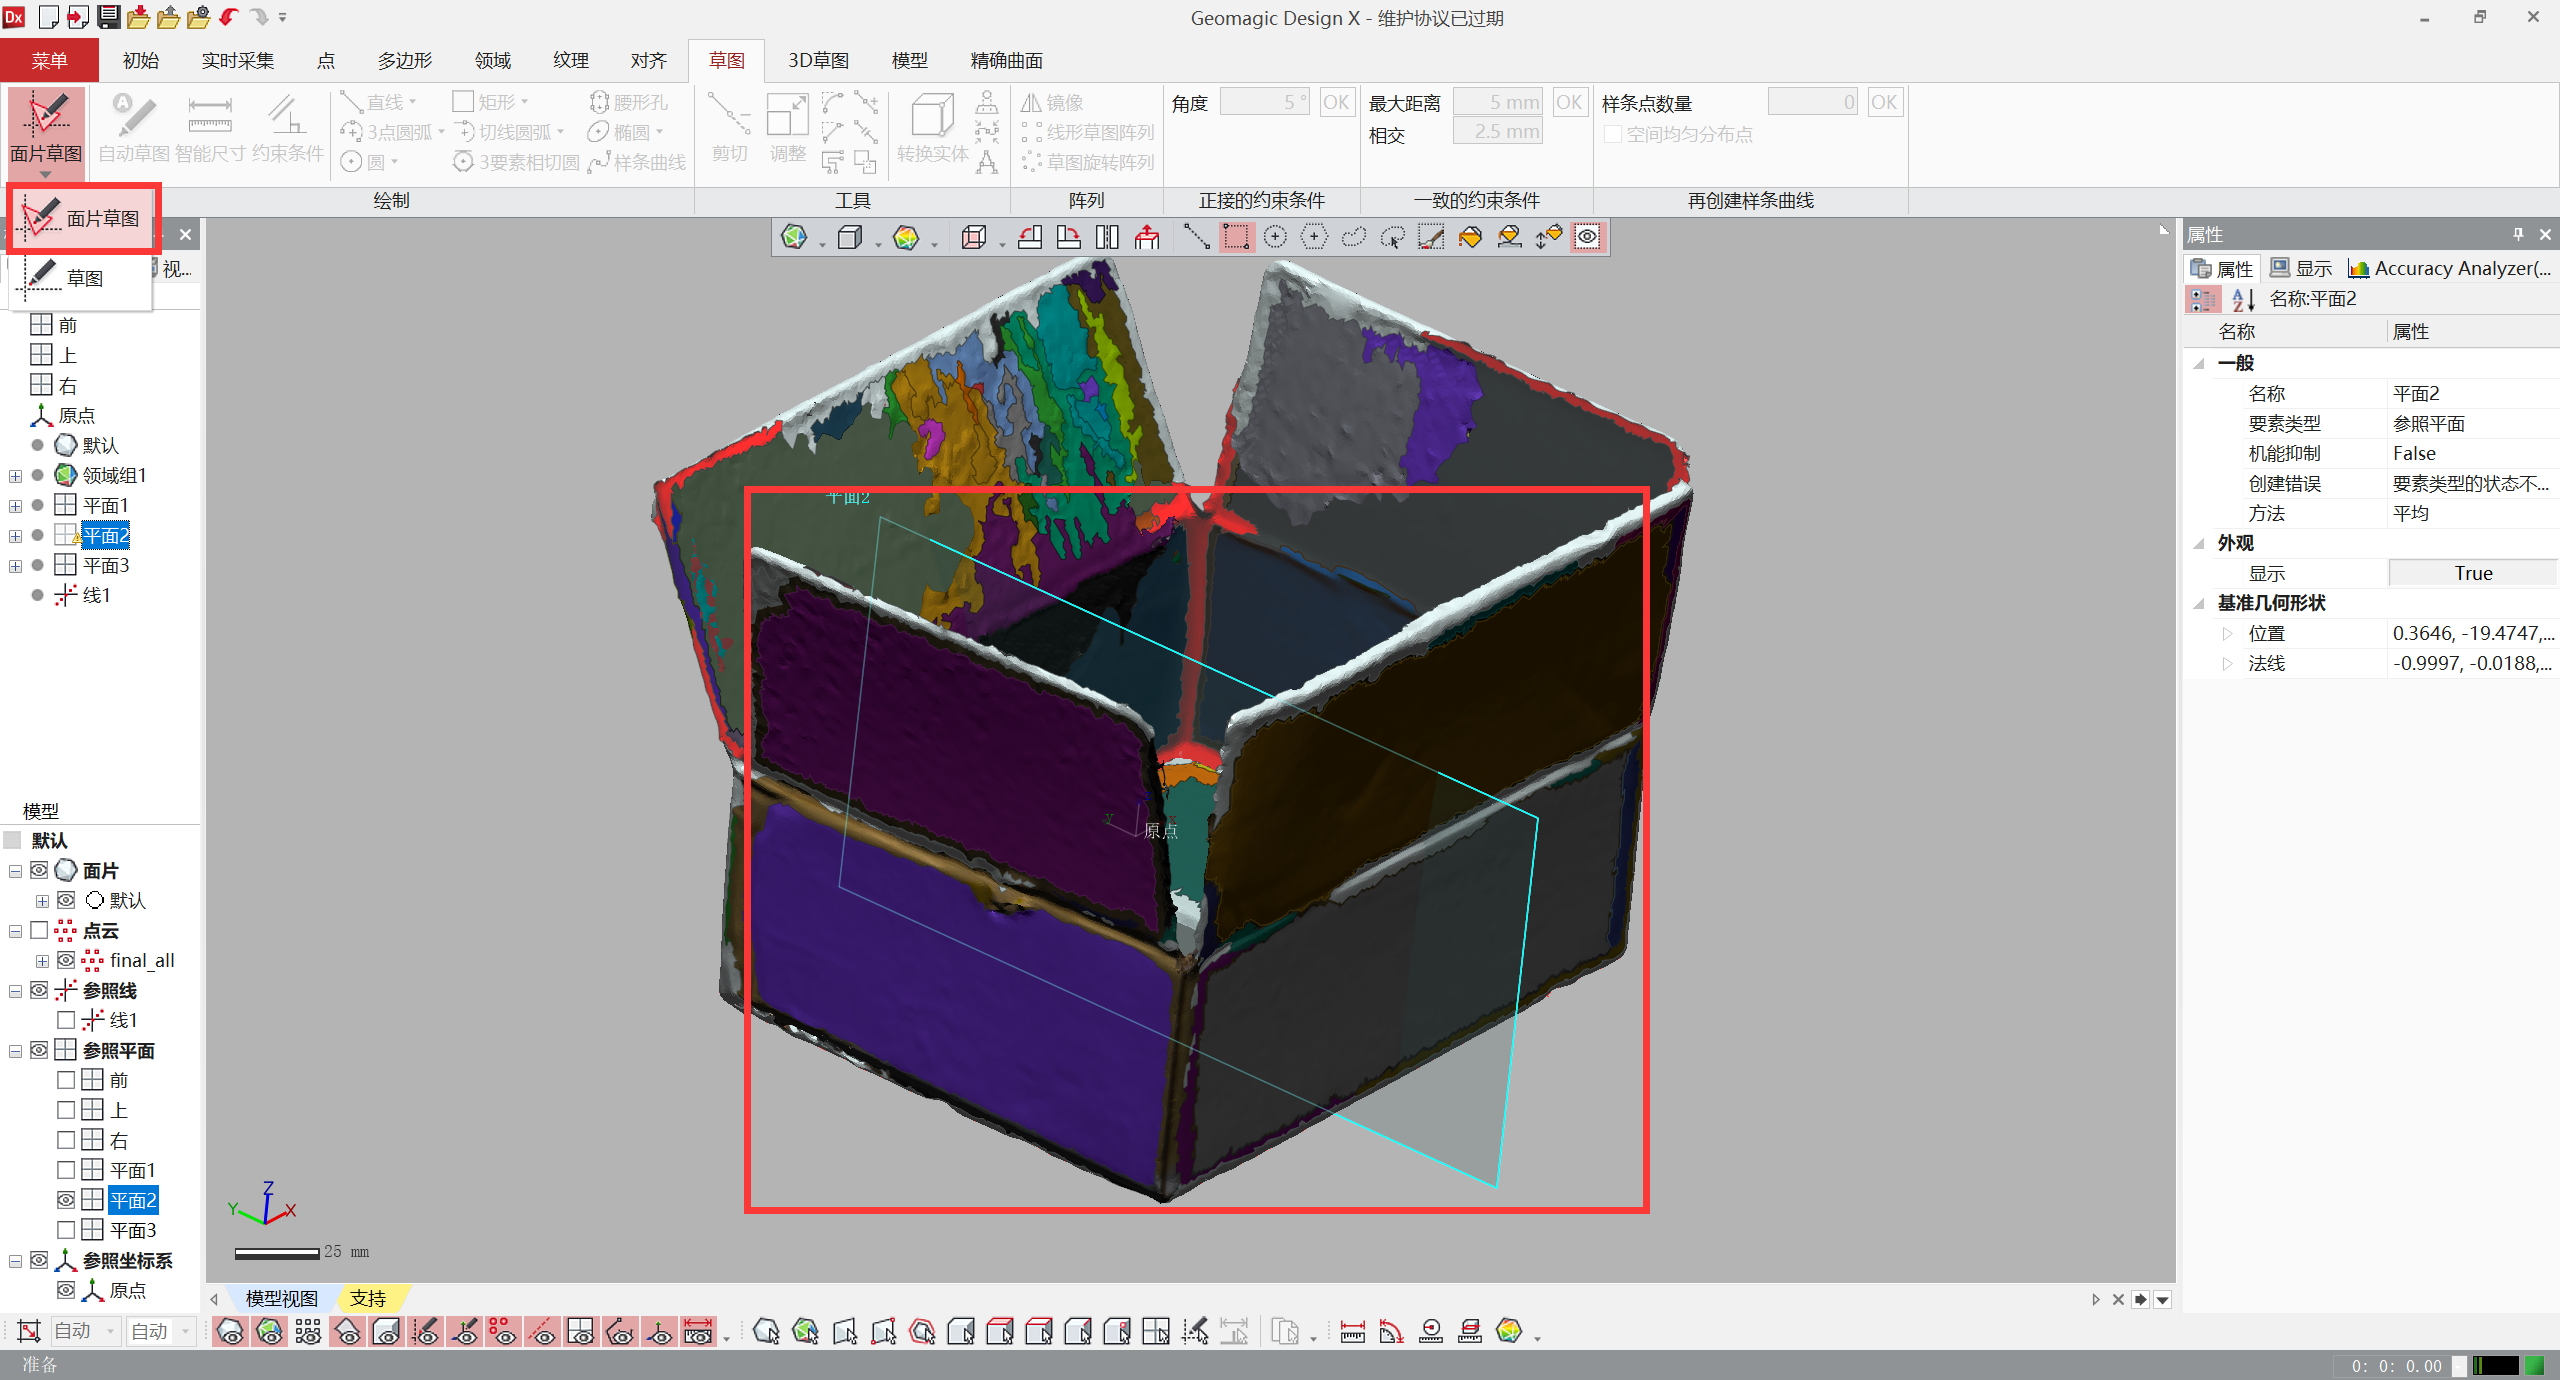 Dx
Geomagic Design X - 维护协议已过期
菜单 初始 实时采集 点 多边形 领域 纹理 对齐 草图 3D草图 模型 精确曲面
面片草图 自动草图 智能尺寸 约束条件
直线 矩形 腰形孔
3点圆弧 切线圆弧 椭圆
圆 3要素相切圆 样条曲线
剪切 调整 转换实体
镜像
线形草图阵列
草图旋转阵列
角度 5 ° OK
最大距离 5 mm OK
相交 2.5 mm
样条点数量 0 OK
空间均匀分布点
绘制 工具 阵列 正接的约束条件 一致的约束条件 再创建样条曲线
面片草图
草图
视...
前
上
右
原点
默认
领域组1
平面1
平面2
平面3
线1
模型
默认
面片
默认
点云
final_all
参照线
线1
参照平面
前
上
右
平面1
平面2
平面3
参照坐标系
原点
平面2
y
原点
Z
Y X
25 mm
属性
属性 显示 Accuracy Analyzer(...
名称:平面2
名称 属性
一般
名称 平面2
要素类型 参照平面
机能抑制 False
创建错误 要素类型的状态不...
方法 平均
外观
显示 True
基准几何形状
位置 0.3646, -19.4747,...
法线 -0.9997, -0.0188,...
模型视图 支持
自动 自动
准备
0: 0: 0.00